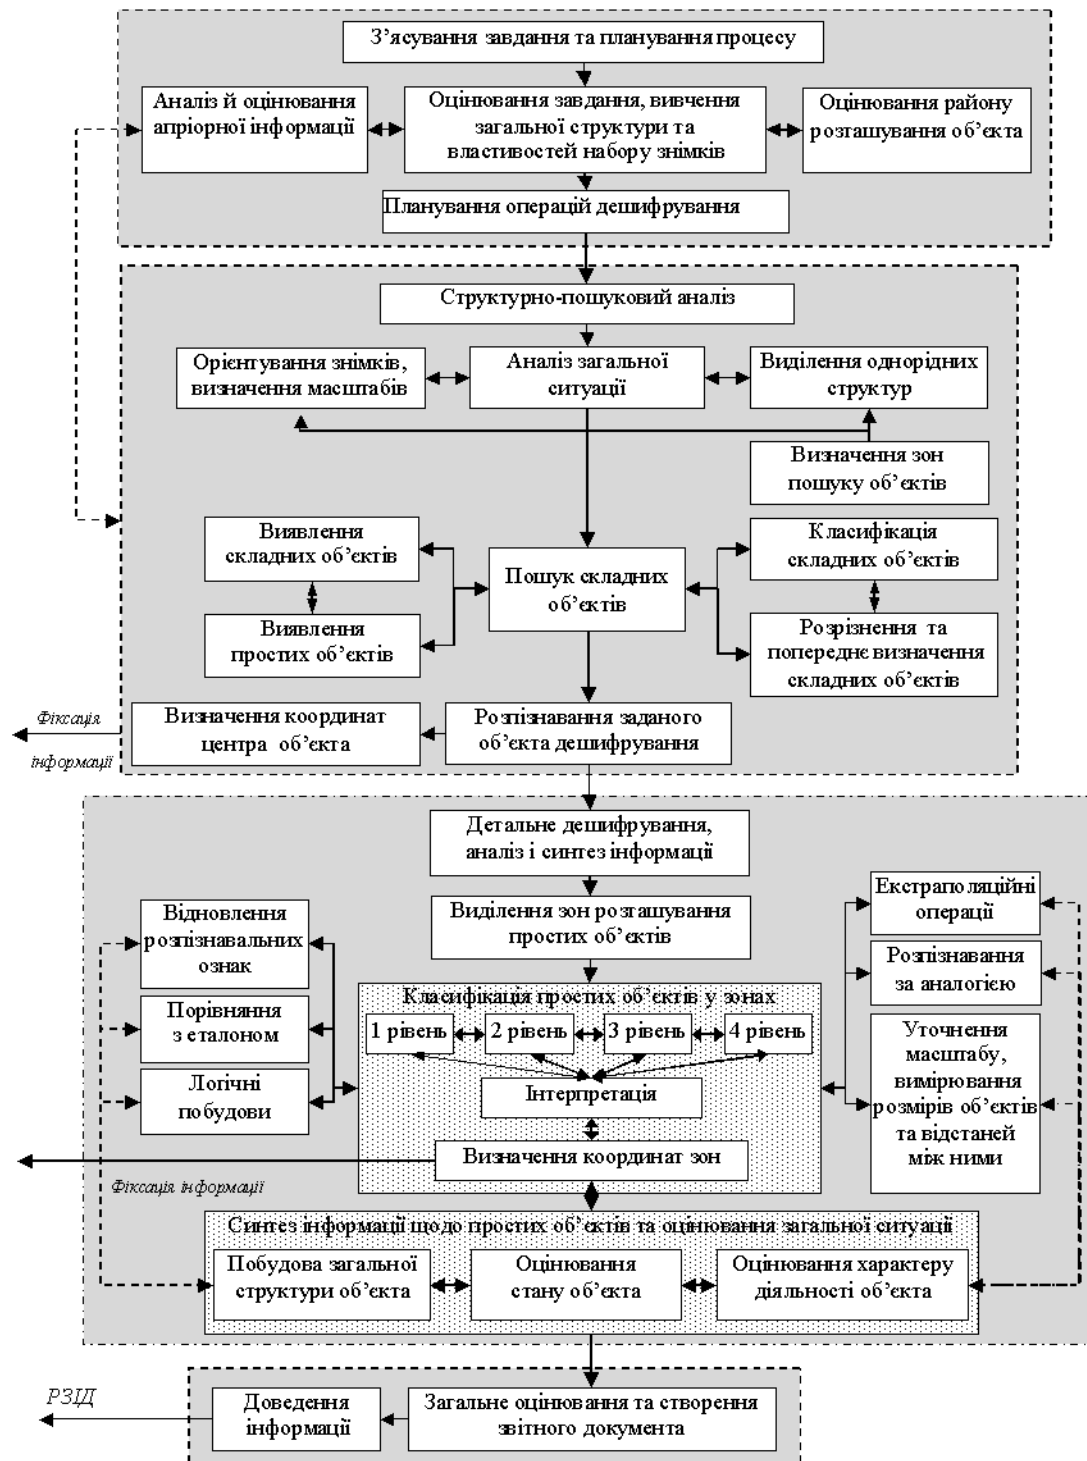 З’ясування завдання та планування процесу
Аналіз й оцінювання
апріорної інформації
Оцінювання завдання, вивчення
загальної структури та
властивостей набору знімків
Оцінювання району
розташування об’єкта
Планування операцій дешифрування
Структурно-пошуковий аналіз
Орієнтування знімків,
визначення масштабів
Аналіз загальної
ситуації
Виділення однорідних
структур
Визначення зон
пошуку об’єктів
Виявлення
складних об’єктів
Класифікація
складних об’єктів
Пошук складних
об’єктів
Виявлення
простих об’єктів
Розрізнення та
попереднє визначення
складних об’єктів
Фіксація
інформації
Визначення координат
центра об’єкта
Розпізнавання заданого
об’єкта дешифрування
Детальне дешифрування,
аналіз і синтез інформації
Виділення зон розташування
простих об’єктів
Відновлення
розпізнавальних
ознак
Порівняння
з еталоном
Логічні
побудови
Екстраполяційні
операції
Розпізнавання
за аналогією
Уточнення
масштабу,
вимірювання
розмірів об’єктів
та відстаней
між ними
Класифікація простих об’єктів у зонах
1 рівень
2 рівень
3 рівень
4 рівень
Інтерпретація
Визначення координат зон
Фіксація інформації
Синтез інформації щодо простих об’єктів та оцінювання загальної ситуації
Побудова загальної
структури об’єкта
Оцінювання
стану об’єкта
Оцінювання характеру
діяльності об’єкта
РЗІД
Доведення
інформації
Загальне оцінювання та створення
звітного документа